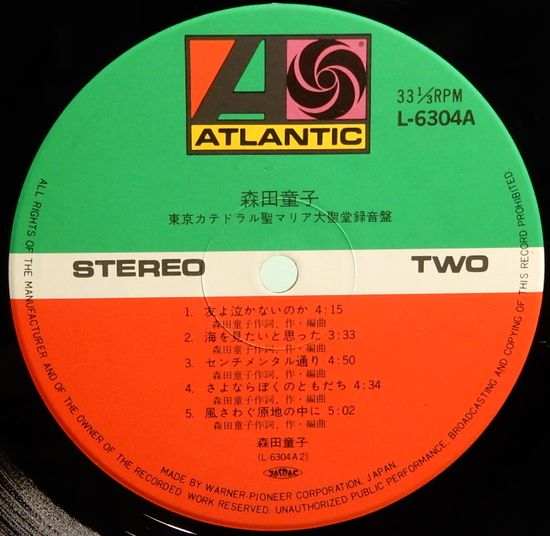 ATLANTIC
33 1/3 RPM
L-6304A
森田童子
東京カテドラル聖マリア大聖堂録音盤
STEREO TWO
1. 友よ泣かないのか 4:15
森田童子作詞、作・編曲
2. 海を見たいと思った 3:33
森田童子作詞、作・編曲
3. センチメンタル通り 4:50
森田童子作詞、作・編曲
4. さよならぼくのともだち 4:34
森田童子作詞、作・編曲
5. 風さわぐ原地の中に 5:02
森田童子作詞、作・編曲
森田童子
(L-6304A2)
JASRAC
MADE BY WARNER-PIONEER CORPORATION, JAPAN.
ALL RIGHTS OF THE MANUFACTURER AND OF THE OWNER OF THE RECORDED WORK RESERVED. UNAUTHORIZED PUBLIC PERFORMANCE, BROADCASTING AND COPYING OF THIS RECORD PROHIBITED.